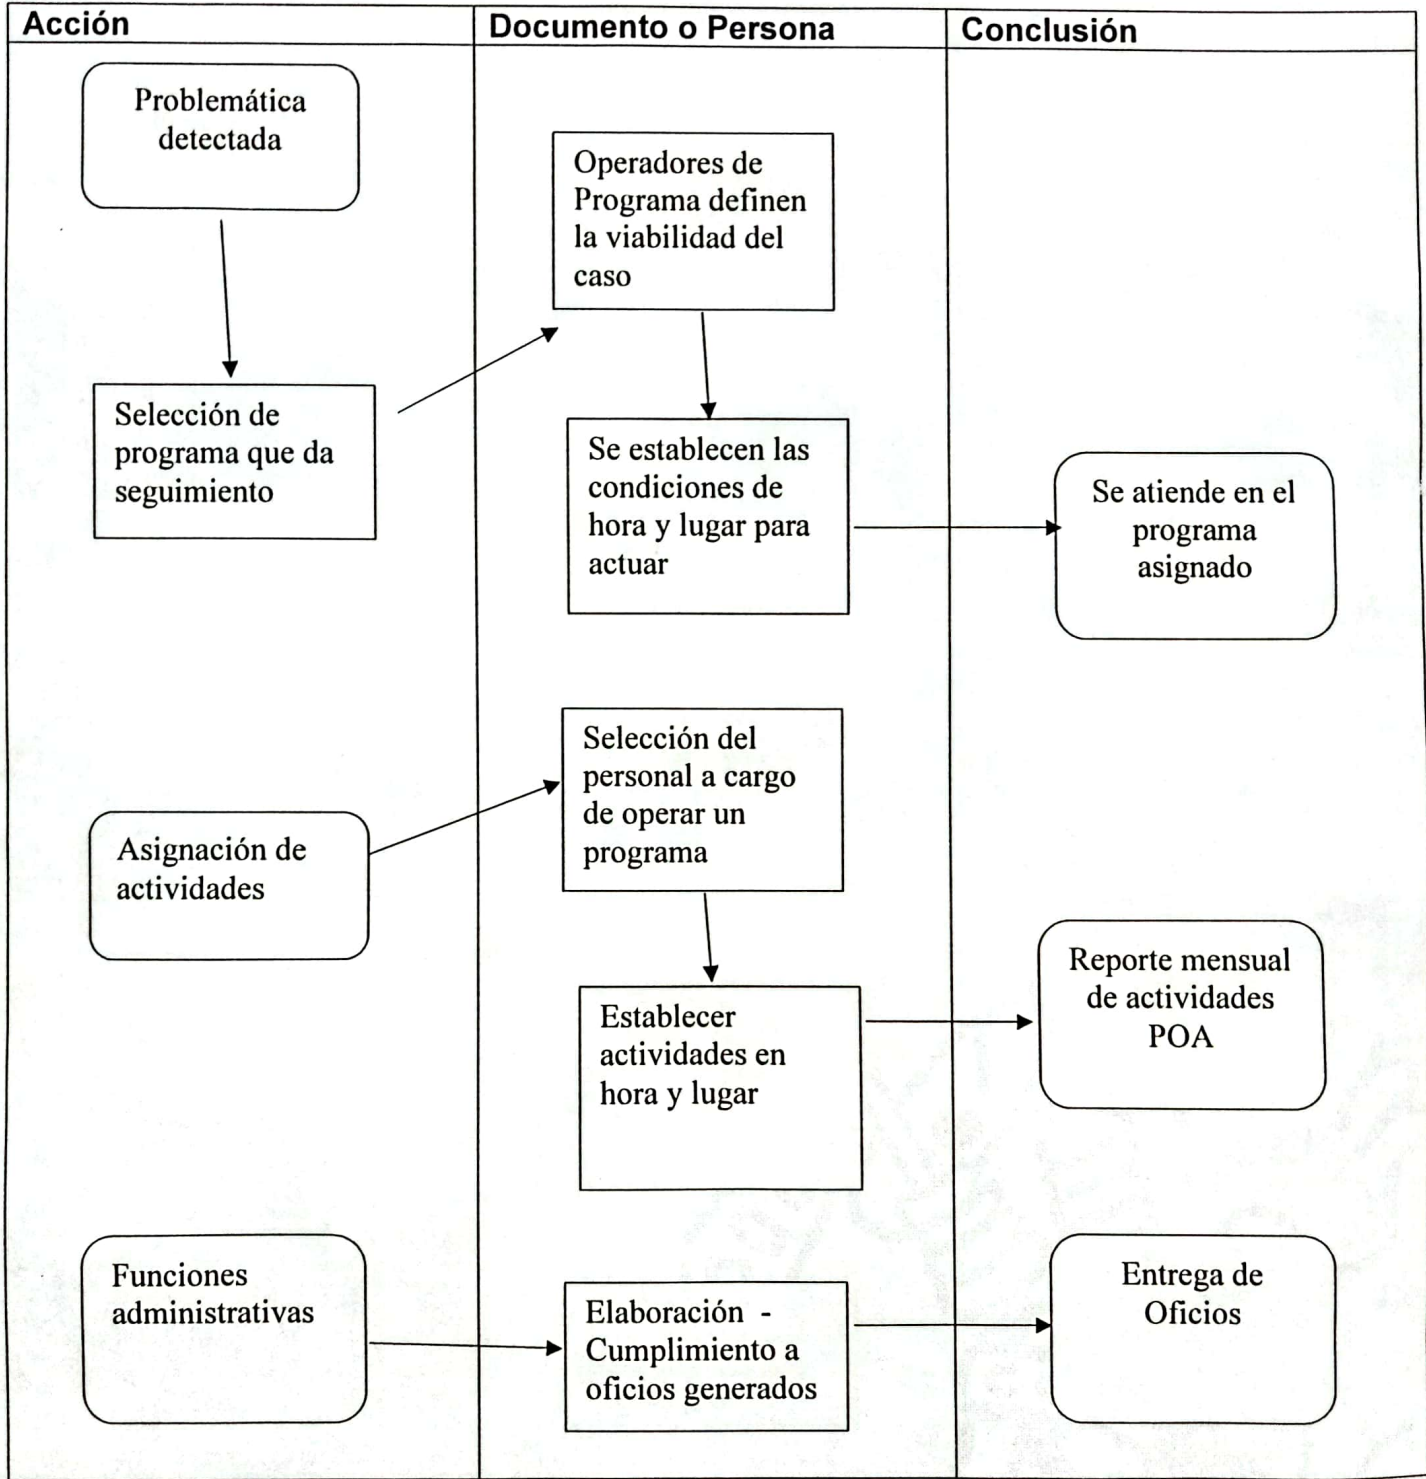 Acción
Documento o Persona
Conclusión
Problemática
detectada
Operadores de
Programa definen
la viabilidad del
caso
Selección de
programa que da
seguimiento
Se establecen las
condiciones de
hora y lugar para
actuar
Se atiende en el
programa
asignado
Selección del
personal a cargo
de operar un
programa
Asignación de
actividades
Establecer
actividades en
hora y lugar
Reporte mensual
de actividades
POA
Funciones
administrativas
Elaboración -
Cumplimiento a
oficios generados
Entrega de
Oficios